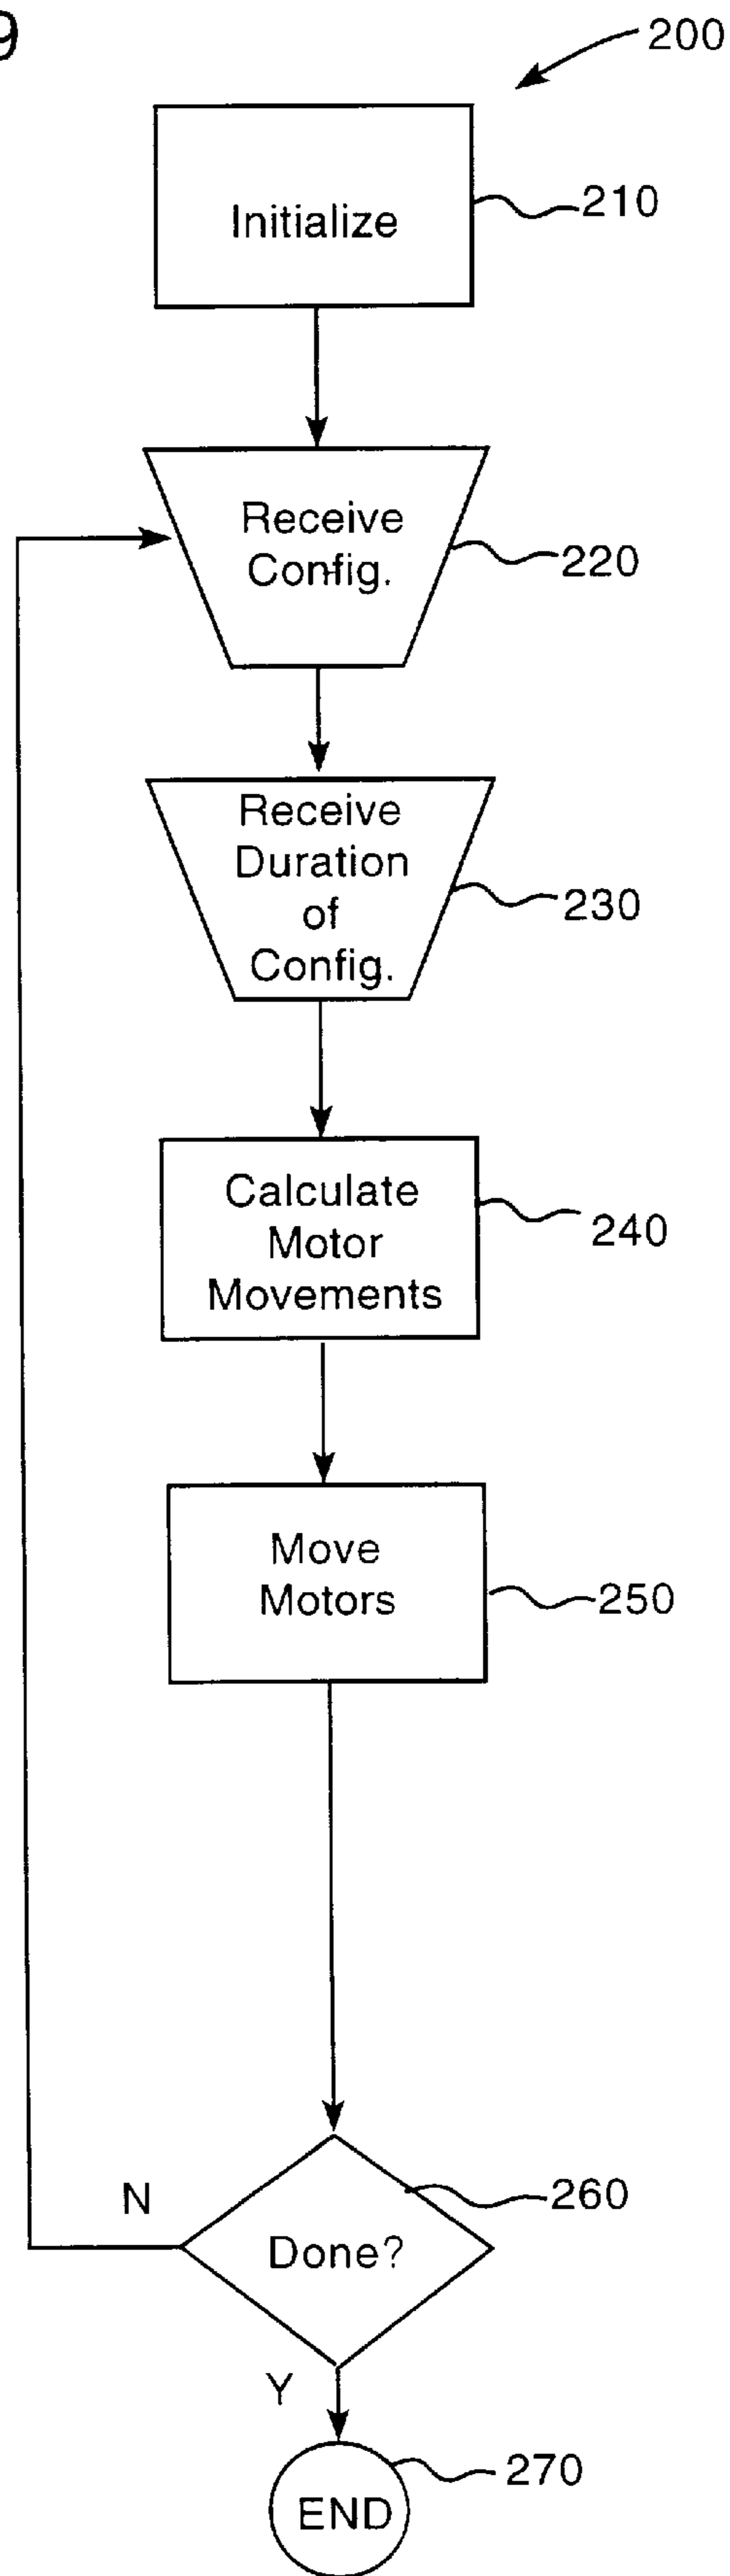 9
200
Initialize
210
Receive
Config.
220
Receive
Duration
of
Config.
230
Calculate
Motor
Movements
240
Move
Motors
250
N
260
Done?
Y
270
END